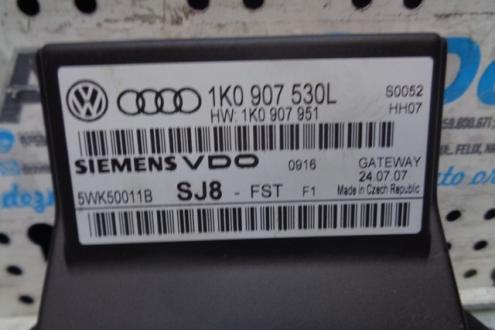 1K0 907 530L S0052
HW: 1K0 907 951 HH07
SIEMENS VDO 0916 GATEWAY
24.07.07
5WK50011B SJ8 - FST F1 Made in Czech Republic